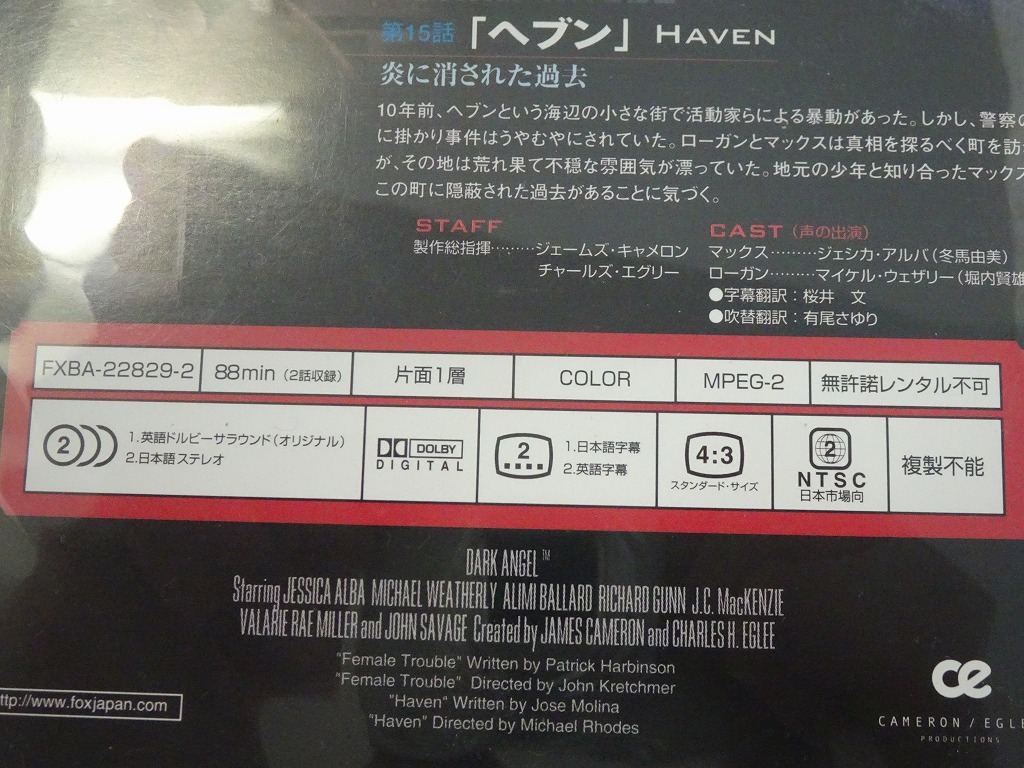 第15話 「ヘブン」 HAVEN
炎に消された過去
10年前、ヘブンという海辺の小さな街で活動家らによる暴動があった。しかし、警察の
に掛かり事件はうやむやにされていた。ローガンとマックスは真相を探るべく町を訪
が、その地は荒れ果て不穏な雰囲気が漂っていた。地元の少年と知り合ったマックス
この町に隠蔽された過去があることに気づく。
STAFF
製作総指揮………ジェームズ・キャメロン
チャールズ・エグリー
CAST（声の出演）
マックス………ジェシカ・アルバ（冬馬由美）
ローガン………マイケル・ウェザリー（堀内賢雄
●字幕翻訳：桜井 文
●吹替翻訳：有尾さゆり
FXBA-22829-2 88min（2話収録） 片面1層 COLOR MPEG-2 無許諾レンタル不可
2 1.英語ドルビーサラウンド（オリジナル）
2.日本語ステレオ
DOLBY
DIGITAL
2 1.日本語字幕
2.英語字幕
4:3
スタンダード・サイズ
2
NTSC
日本市場向
複製不能
DARK ANGEL™
Starring JESSICA ALBA MICHAEL WEATHERLY ALIMI BALLARD RICHARD GUNN J.C. MacKENZIE
VALARIE RAE MILLER and JOHN SAVAGE Created by JAMES CAMERON and CHARLES H. EGLEE
"Female Trouble" Written by Patrick Harbinson
"Female Trouble" Directed by John Kretchmer
"Haven" Written by Jose Molina
"Haven" Directed by Michael Rhodes
ttp://www.foxjapan.com
ce
CAMERON / EGLE
PRODUCTIONS